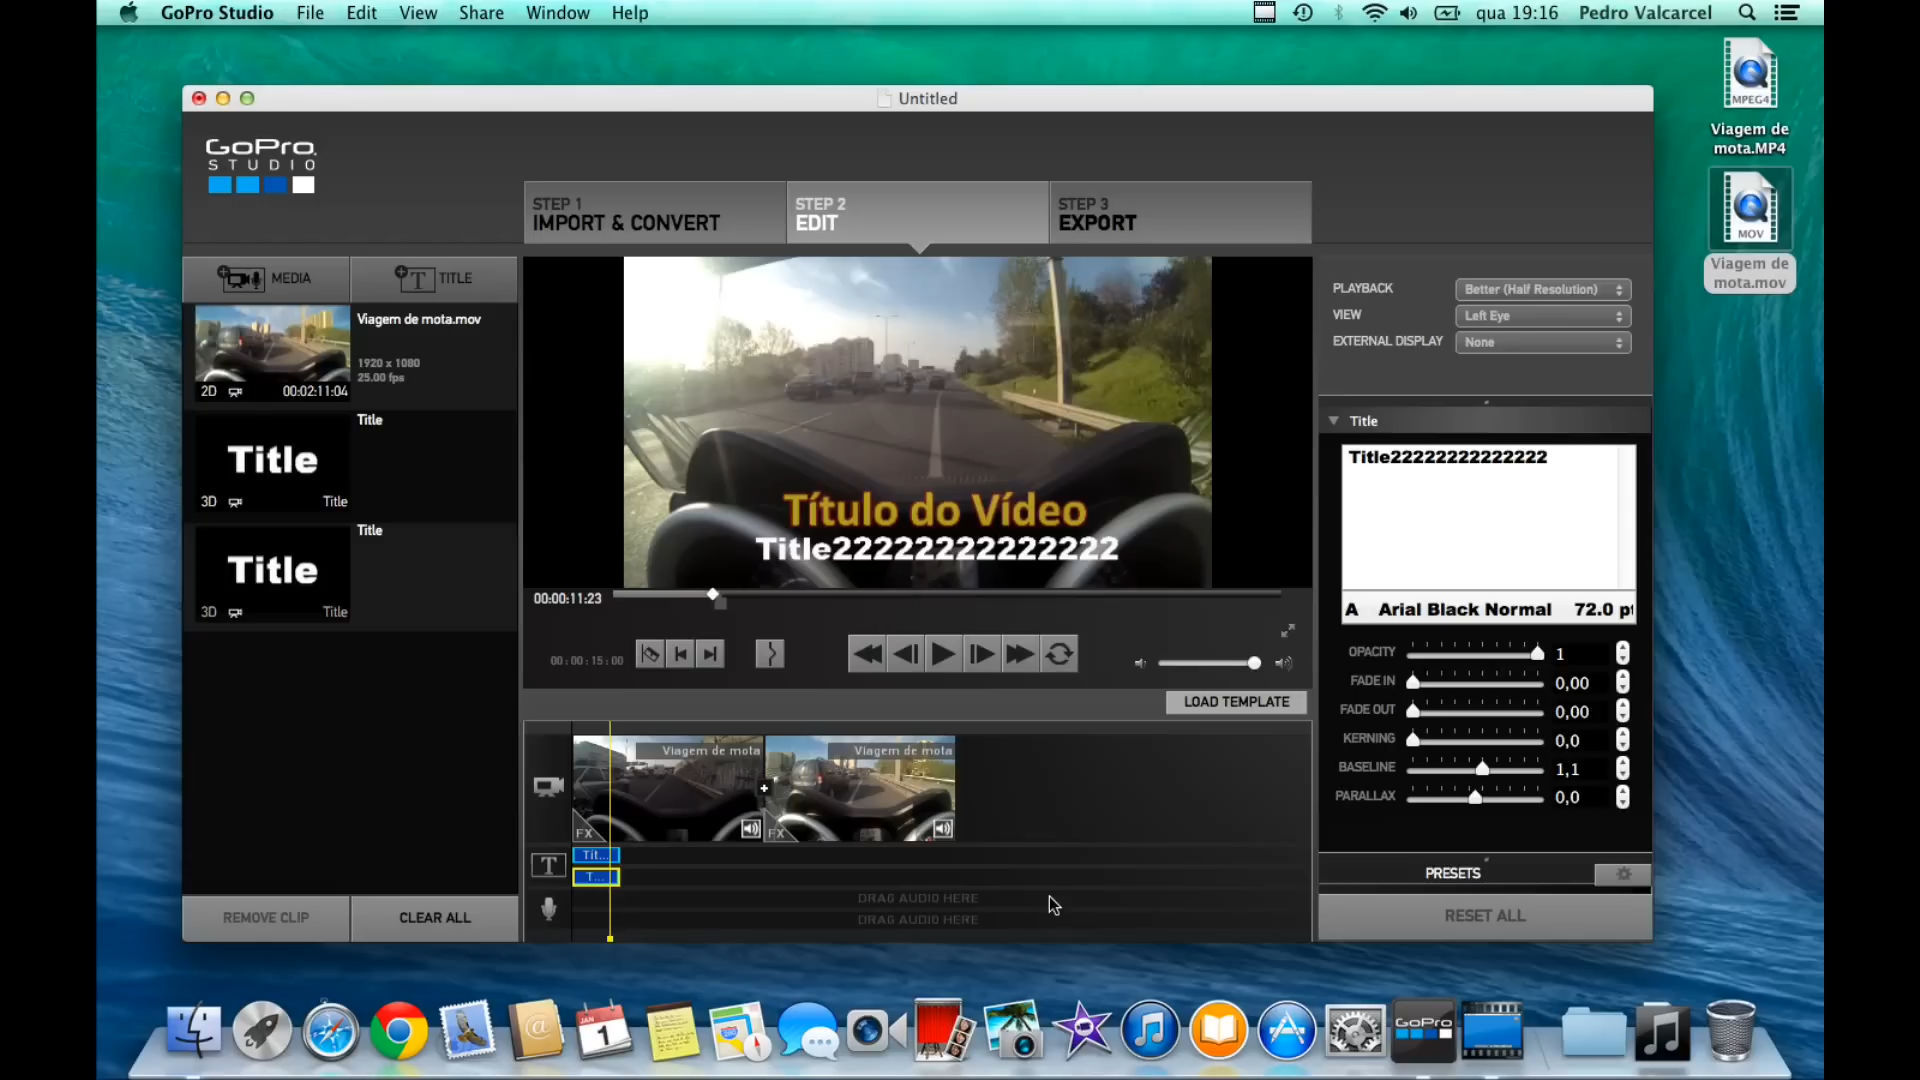 GoPro Studio File Edit View Share Window Help qua 19:16 Pedro Valcarcel
Untitled
GoPro
STUDIO
STEP 1
IMPORT & CONVERT
STEP 2
EDIT
STEP 3
EXPORT
MEDIA
T TITLE
Viagem de mota.mov
1920 x 1080
25.00 fps
2D 00:02:11:04
Title
Title
3D Title
Title
Title
3D Title
REMOVE CLIP
CLEAR ALL
Título do Vídeo
Title22222222222222
00:00:11:23
00:00:15:00
LOAD TEMPLATE
Viagem de mota
Viagem de mota
FX
FX
T
Tit...
T...
DRAG AUDIO HERE
DRAG AUDIO HERE
PLAYBACK Better (Half Resolution)
VIEW Left Eye
EXTERNAL DISPLAY None
Title
Title22222222222222
A Arial Black Normal 72.0 pt
OPACITY 1
FADE IN 0,00
FADE OUT 0,00
KERNING 0,0
BASELINE 1,1
PARALLAX 0,0
PRESETS
RESET ALL
MPEG4
Viagem de
mota.MP4
MOV
Viagem de
mota.mov
JAN
1
GoPro